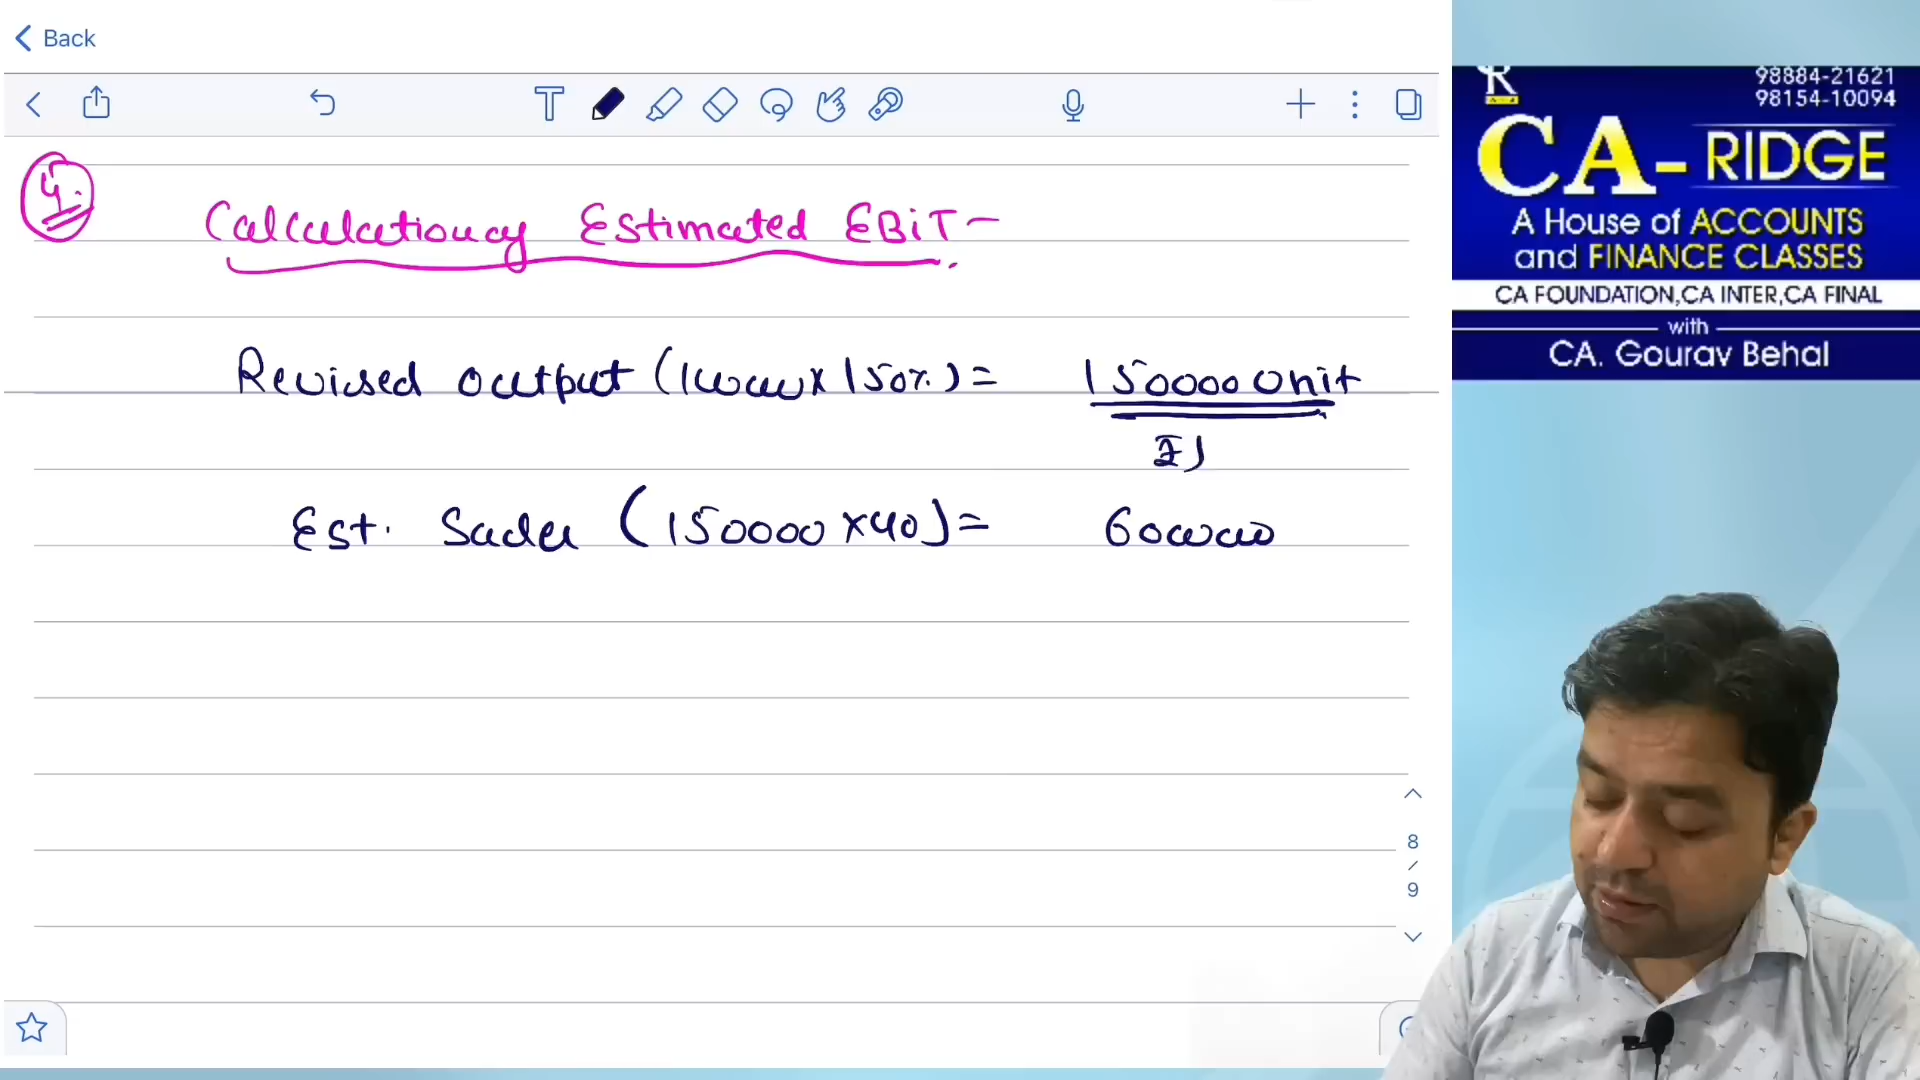 Back
4.
Calculation of Estimated EBIT -
Revised output (100000 x 150%) = 150000 Unit
Est. Sales (150000 x 40) = 6000000
8
/
9
98884-21621
98154-10094
CA-RIDGE
A House of ACCOUNTS
and FINANCE CLASSES
CA FOUNDATION,CA INTER,CA FINAL
with
CA. Gourav Behal